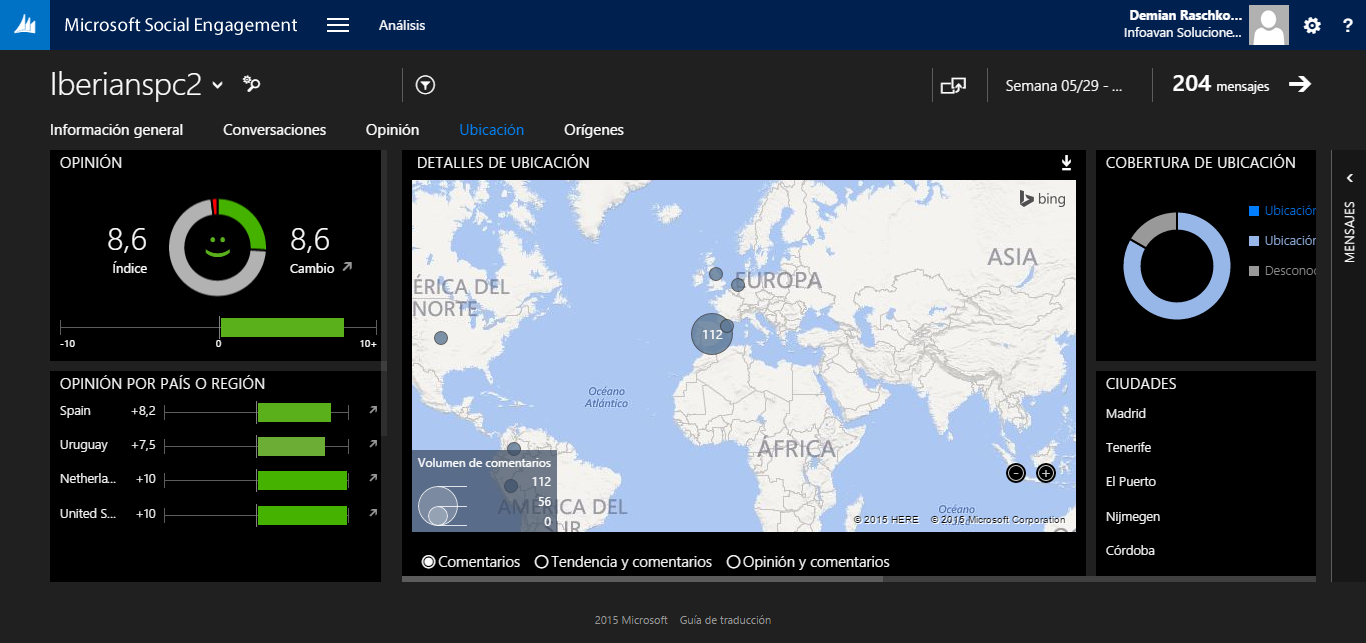 Microsoft Social Engagement
Análisis
Demian Raschko...
Infoavan Solucione...
?
Iberianspc2
Semana 05/29 - ...
204 mensajes
Información general
Conversaciones
Opinión
Ubicación
Orígenes
OPINIÓN
8,6
Índice
8,6
Cambio
-10
0
10+
OPINIÓN POR PAÍS O REGIÓN
Spain +8,2
Uruguay +7,5
Netherla... +10
United S... +10
DETALLES DE UBICACIÓN
bing
ASIA
EUROPA
ÉRICA DEL
NORTE
112
Océano
Atlántico
ÁFRICA
Volumen de comentarios
112
56
0
AMÉRICA DEL
SUR
Océano
© 2015 HERE © 2015 Microsoft Corporation
Comentarios
Tendencia y comentarios
Opinión y comentarios
COBERTURA DE UBICACIÓN
Ubicación
Ubicación
Descono
CIUDADES
Madrid
Tenerife
El Puerto
Nijmegen
Córdoba
MENSAJES
2015 Microsoft Guía de traducción